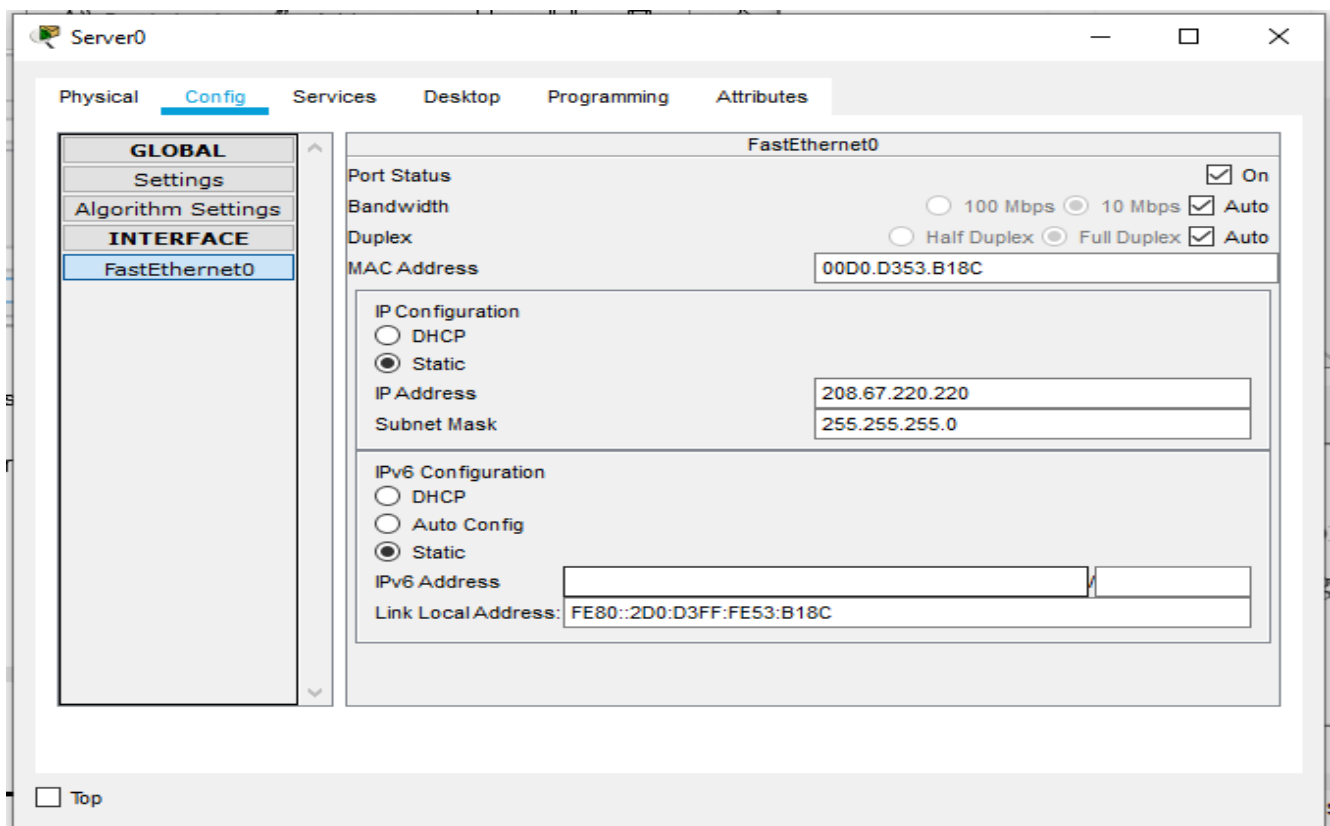 Server0
Physical Config Services Desktop Programming Attributes
GLOBAL
Settings
Algorithm Settings
INTERFACE
FastEthernet0
FastEthernet0
Port Status On
Bandwidth 100 Mbps 10 Mbps Auto
Duplex Half Duplex Full Duplex Auto
MAC Address 00D0.D353.B18C
IP Configuration
DHCP
Static
IP Address 208.67.220.220
Subnet Mask 255.255.255.0
IPv6 Configuration
DHCP
Auto Config
Static
IPv6 Address /
Link Local Address: FE80::2D0:D3FF:FE53:B18C
Top